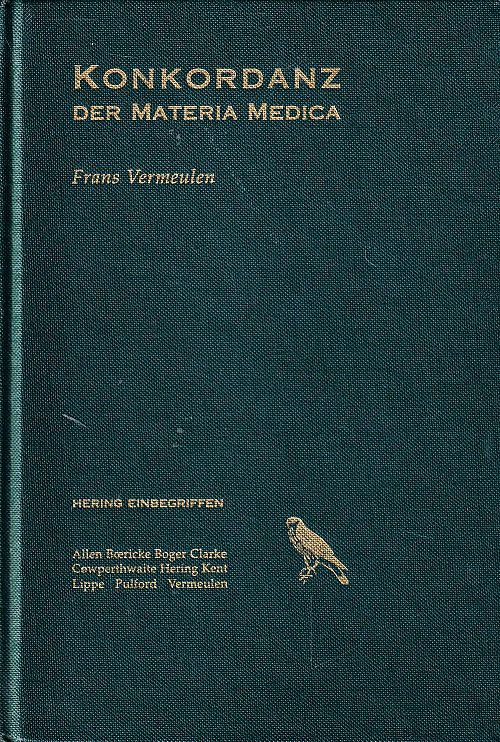 KONKORDANZ
DER MATERIA MEDICA
Frans Vermeulen
HERING EINBEGRIFFEN
Allen Bœricke Boger Clarke
Cowperthwaite Hering Kent
Lippe Pulford Vermeulen